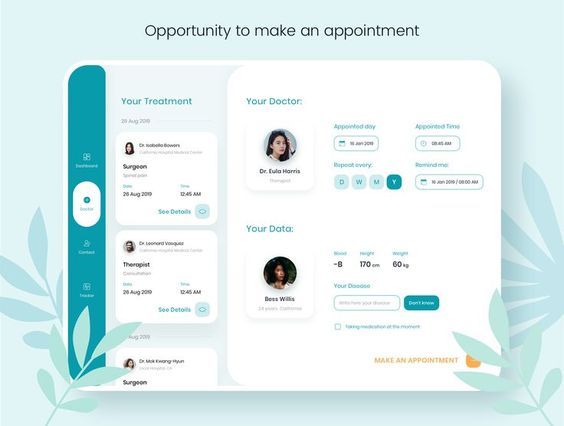 Opportunity to make an appointment
Dashboard
Doctor
Contact
Tracker
Your Treatment
26 Aug 2019
Dr. Isabella Bowers
California Hospital Medical Center
Surgeon
Spinal pain
Date
Time
26 Aug 2019
12:45 AM
See Details
Dr. Leonard Vasquez
California Hospital Medical Center
Therapist
Consultation
Date
Time
26 Aug 2019
12:45 AM
See Details
Aug 2019
Dr. Mok Kwang-Hyun
Local Hospital, CA
Surgeon
Your Doctor:
Dr. Eula Harris
Therapist
Appointed day
Appointed Time
16 Jan 2019
08:45 AM
Repeat every:
Remind me:
D W M Y
16 Jan 2019 / 08:00 AM
Your Data:
Bess Willis
24 years, California
Blood
Height
Weight
-B
170 cm
60 kg
Your Disease
Write here your disease
Don't know
Taking medication at the moment
MAKE AN APPOINTMENT